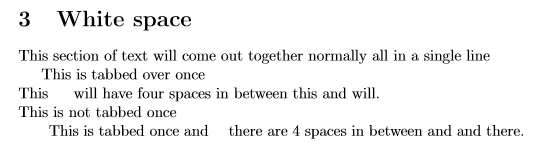 3 White space
This section of text will come out together normally all in a single line
    This is tabbed over once
This    will have four spaces in between this and will.
This is not tabbed once
    This is tabbed once and    there are 4 spaces in between and and there.